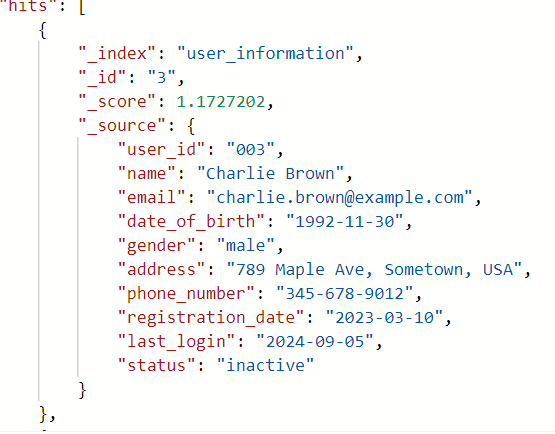 "hits": [
{
"_index": "user_information",
"_id": "3",
"_score": 1.1727202,
"_source": {
"user_id": "003",
"name": "Charlie Brown",
"email": "charlie.brown@example.com",
"date_of_birth": "1992-11-30",
"gender": "male",
"address": "789 Maple Ave, Sometown, USA",
"phone_number": "345-678-9012",
"registration_date": "2023-03-10",
"last_login": "2024-09-05",
"status": "inactive"
}
},